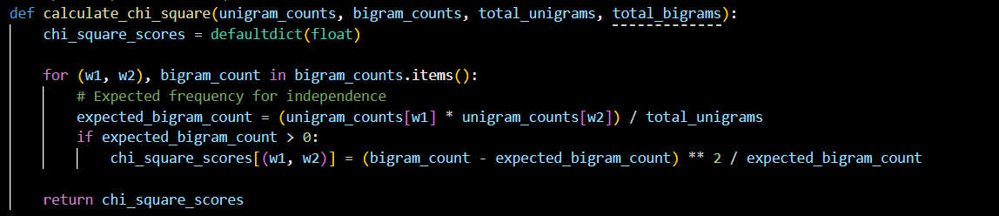 def calculate_chi_square(unigram_counts, bigram_counts, total_unigrams, total_bigrams):
    chi_square_scores = defaultdict(float)
    for (w1, w2), bigram_count in bigram_counts.items():
        # Expected frequency for independence
        expected_bigram_count = (unigram_counts[w1] * unigram_counts[w2]) / total_unigrams
        if expected_bigram_count > 0:
            chi_square_scores[(w1, w2)] = (bigram_count - expected_bigram_count) ** 2 / expected_bigram_count
    return chi_square_scores